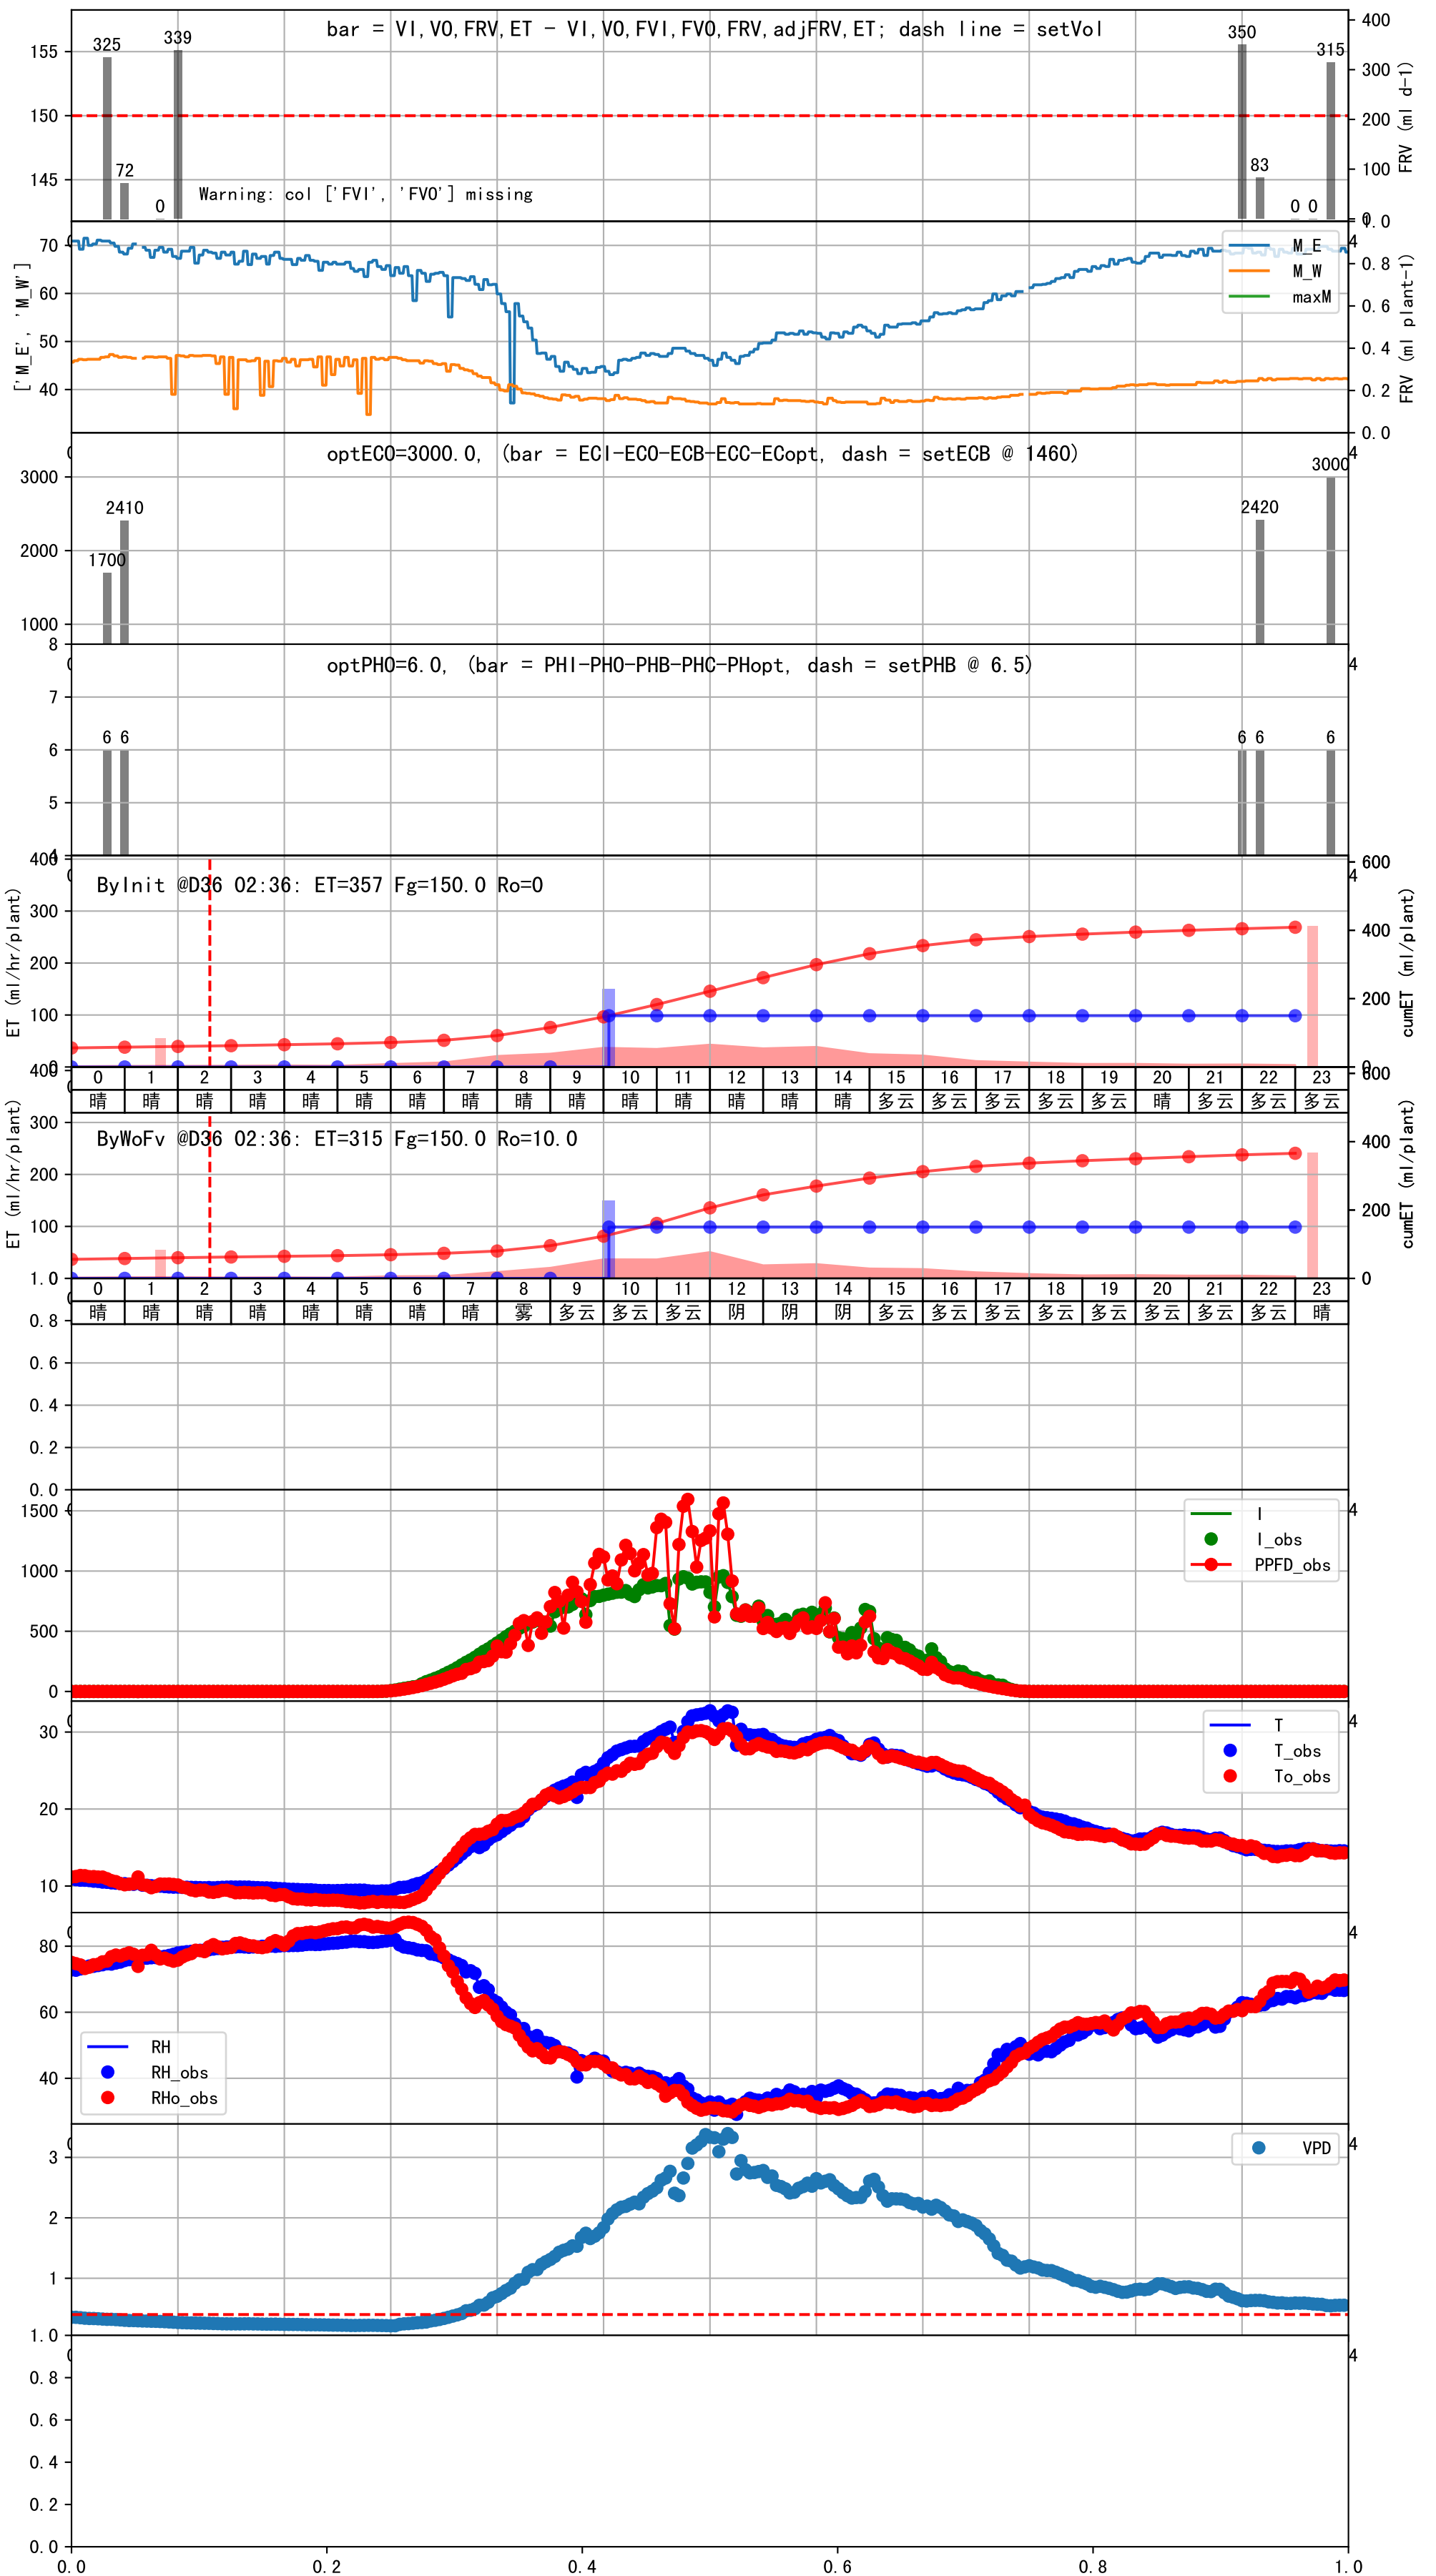 bar = VI,VO,FRV,ET - VI,VO,FVI,FVO,FRV,adjFRV,ET; dash line = setVol
325 339 350 315
72 0 83 0 0
155 150 145
400 300 200 100 0
FRV (ml d-1)
Warning: col ['FVI', 'FVO'] missing
['M_E', 'M_W']
70 60 50 40
M_E
M_W
maxM
1.0 0.8 0.6 0.4 0.2 0.0
FRV (ml plant-1)
optECO=3000.0, (bar = ECI-ECO-ECB-ECC-ECopt, dash = setECB @ 1460)
3000 2000 1000
1700 2410 2420 3000
optPHO=6.0, (bar = PHI-PHO-PHB-PHC-PHopt, dash = setPHB @ 6.5)
8 7 6 5 4
6 6 6 6 6
ByInit @D36 02:36: ET=357 Fg=150.0 Ro=0
ET (ml/hr/plant)
400 300 200 100 0
600 400 200 0
cumET (ml/plant)
0 1 2 3 4 5 6 7 8 9 10 11 12 13 14 15 16 17 18 19 20 21 22 23
晴 晴 晴 晴 晴 晴 晴 晴 晴 晴 晴 晴 晴 晴 晴 多云 多云 多云 多云 多云 晴 多云 多云 多云
ByWoFv @D36 02:36: ET=315 Fg=150.0 Ro=10.0
ET (ml/hr/plant)
400 300 200 100
600 400 200 0
cumET (ml/plant)
0 1 2 3 4 5 6 7 8 9 10 11 12 13 14 15 16 17 18 19 20 21 22 23
晴 晴 晴 晴 晴 晴 晴 晴 雾 多云 多云 多云 阴 阴 阴 多云 多云 多云 多云 多云 多云 多云 多云 晴
1.0 0.8 0.6 0.4 0.2 0.0
1500 1000 500 0
I
I_obs
PPFD_obs
30 20 10
T
T_obs
To_obs
80 60 40
RH
RH_obs
RHo_obs
3 2 1
VPD
1.0 0.8 0.6 0.4 0.2 0.0
0.0 0.2 0.4 0.6 0.8 1.0